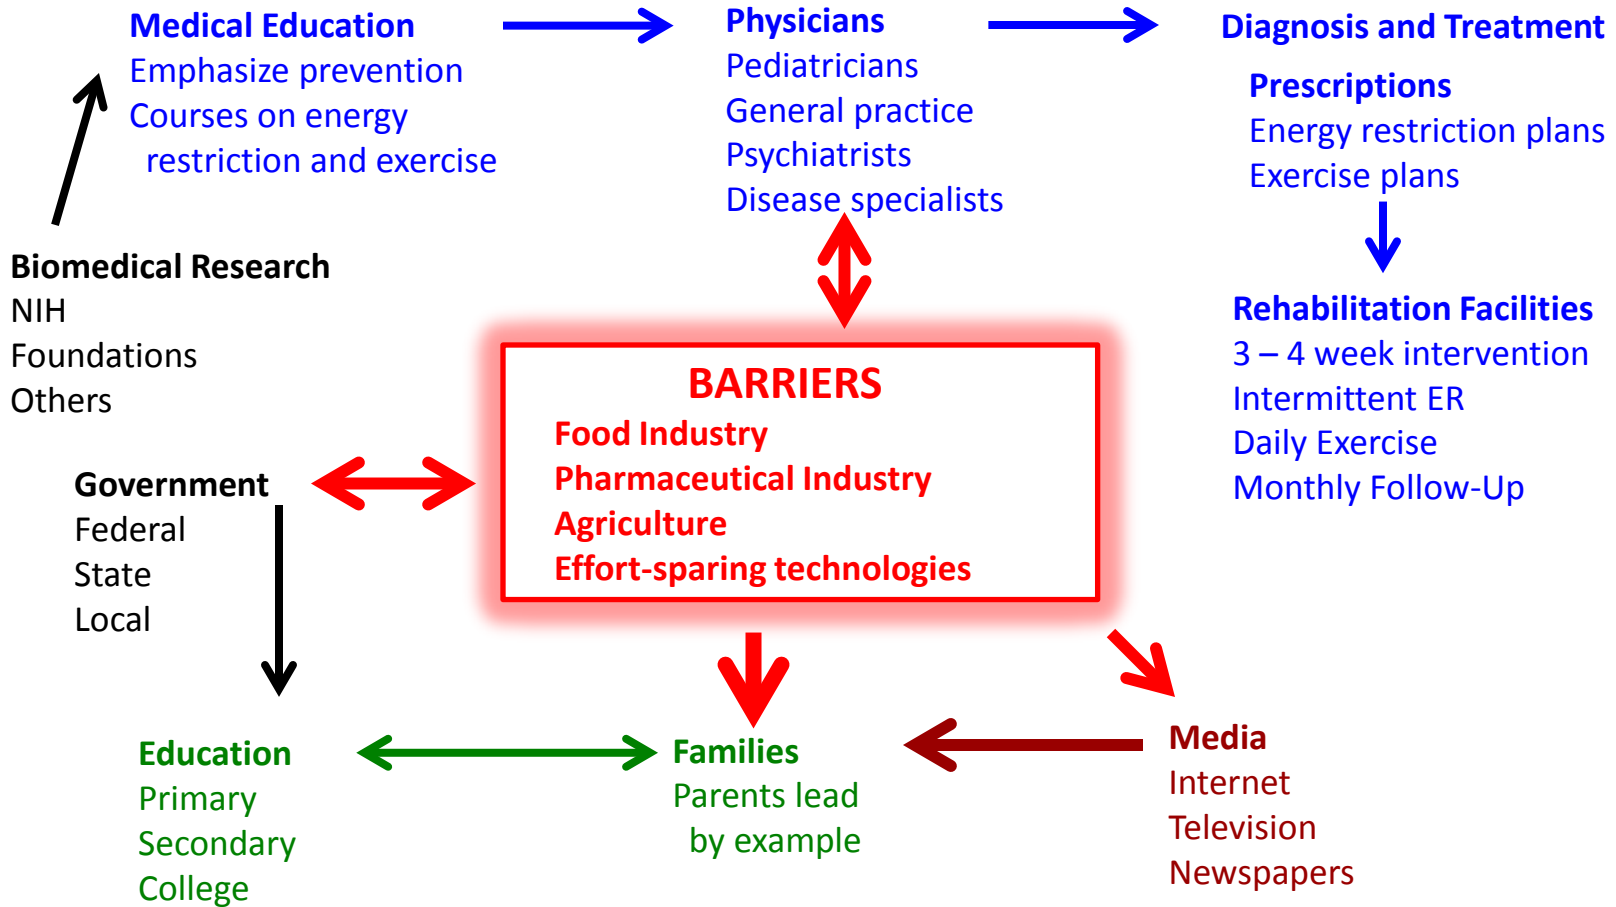 Medical Education
Emphasize prevention
Courses on energy
restriction and exercise
Physicians
Pediatricians
General practice
Psychiatrists
Disease specialists
Diagnosis and Treatment
Prescriptions
Energy restriction plans
Exercise plans
Biomedical Research
NIH
Foundations
Others
Rehabilitation Facilities
3 – 4 week intervention
Intermittent ER
Daily Exercise
Monthly Follow-Up
BARRIERS
Food Industry
Pharmaceutical Industry
Agriculture
Effort-sparing technologies
Government
Federal
State
Local
Education
Primary
Secondary
College
Families
Parents lead
by example
Media
Internet
Television
Newspapers